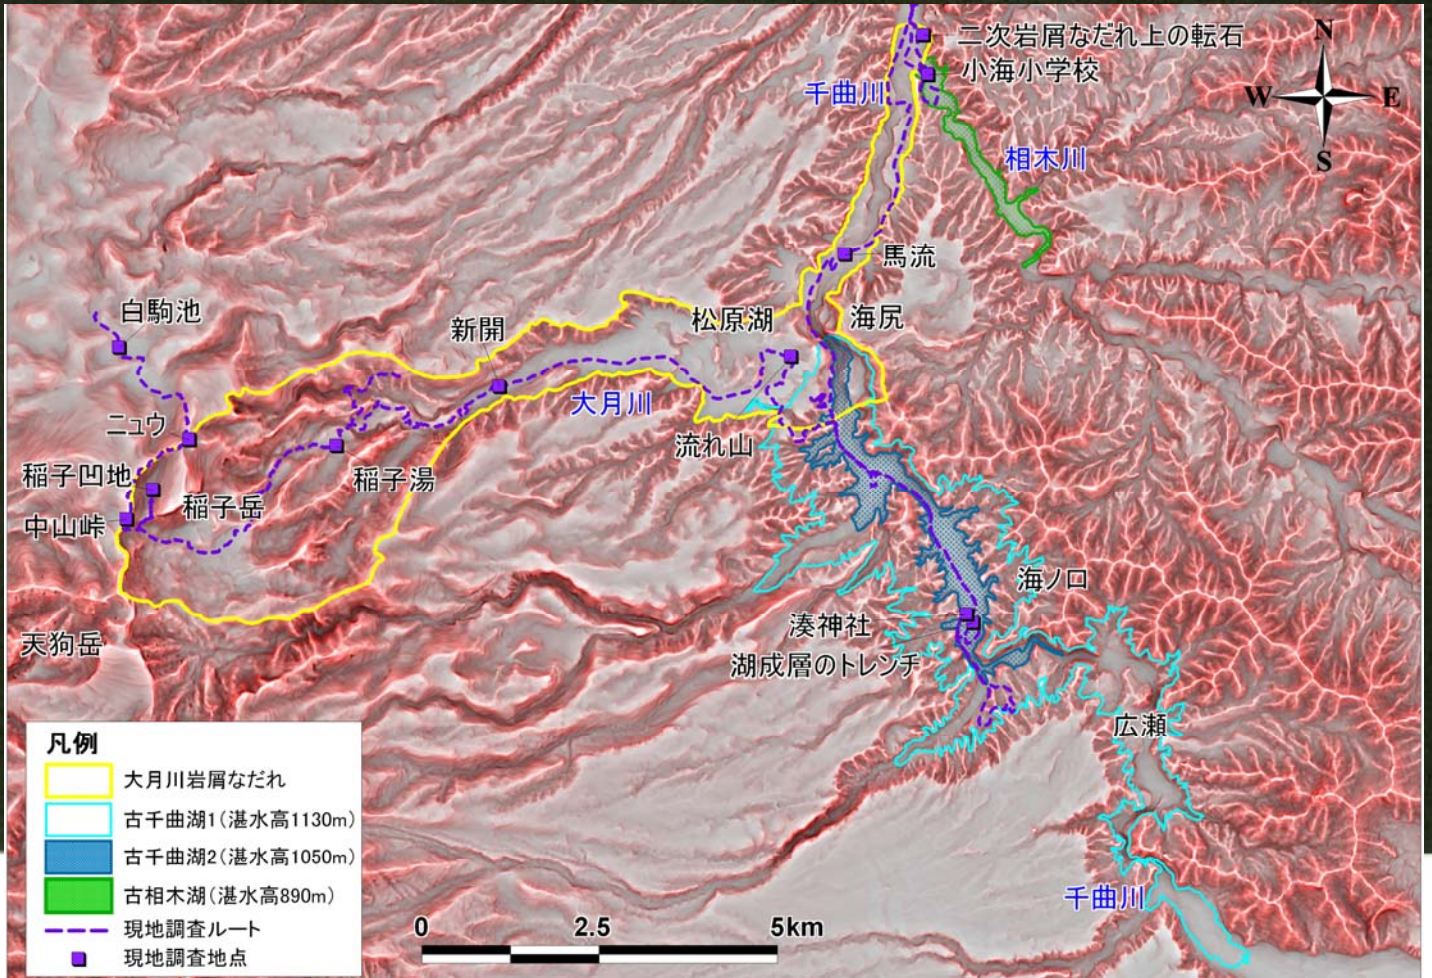 二次岩屑なだれ上の転石
小海小学校
N
W
E
S
千曲川
相木川
馬流
白駒池
新開
松原湖
海尻
大月川
ニュウ
流れ山
稲子凹地
稲子湯
稲子岳
中山峠
海ノロ
湊神社
天狗岳
湖成層のトレンチ
広瀬
千曲川
凡例
大月川岩屑なだれ
古千曲湖1(湛水高1130m)
古千曲湖2(湛水高1050m)
古相木湖(湛水高890m)
現地調査ルート
現地調査地点
0 2.5 5km